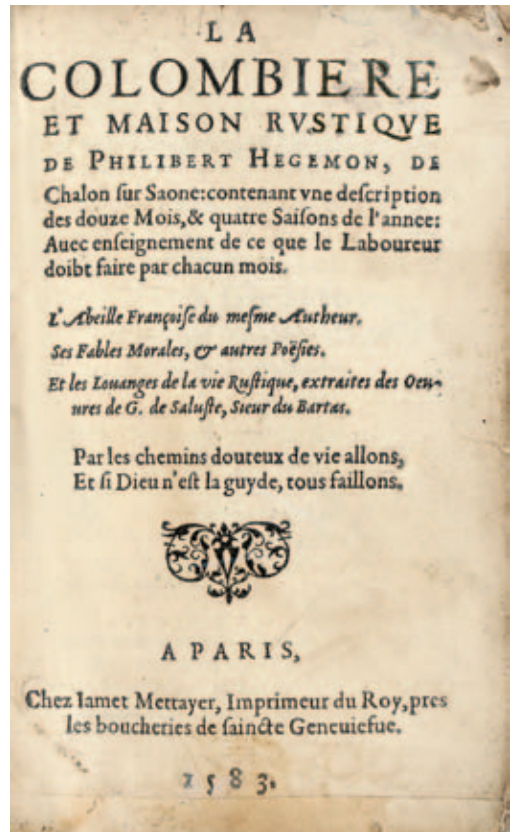 LA
COLOMBIERE
ET MAISON RVSTIQVE
DE PHILIBERT HEGEMON, DE
Chalon ſur Saone:contenant vne deſcription
des douze Mois,& quatre Saiſons de l'annee:
Auec enſeignement de ce que le Laboureur
doibt faire par chacun mois.
L'Abeille Françoiſe du meſme Autheur.
Ses Fables Morales, & autres Poëſies.
Et les Louanges de la vie Ruſtique, extraites des Oeu-
ures de G. de Saluſte, Sieur du Bartas.
Par les chemins douteux de vie allons,
Et ſi Dieu n'eſt la guyde, tous faillons.
A PARIS,
Chez Iamet Mettayer, Imprimeur du Roy, pres
les boucheries de ſaincte Geneuiefue.
1583.